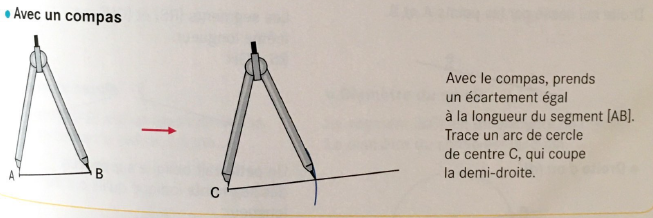 • Avec un compas
A B
C
Avec le compas, prends
un écartement égal
à la longueur du segment [AB].
Trace un arc de cercle
de centre C, qui coupe
la demi-droite.